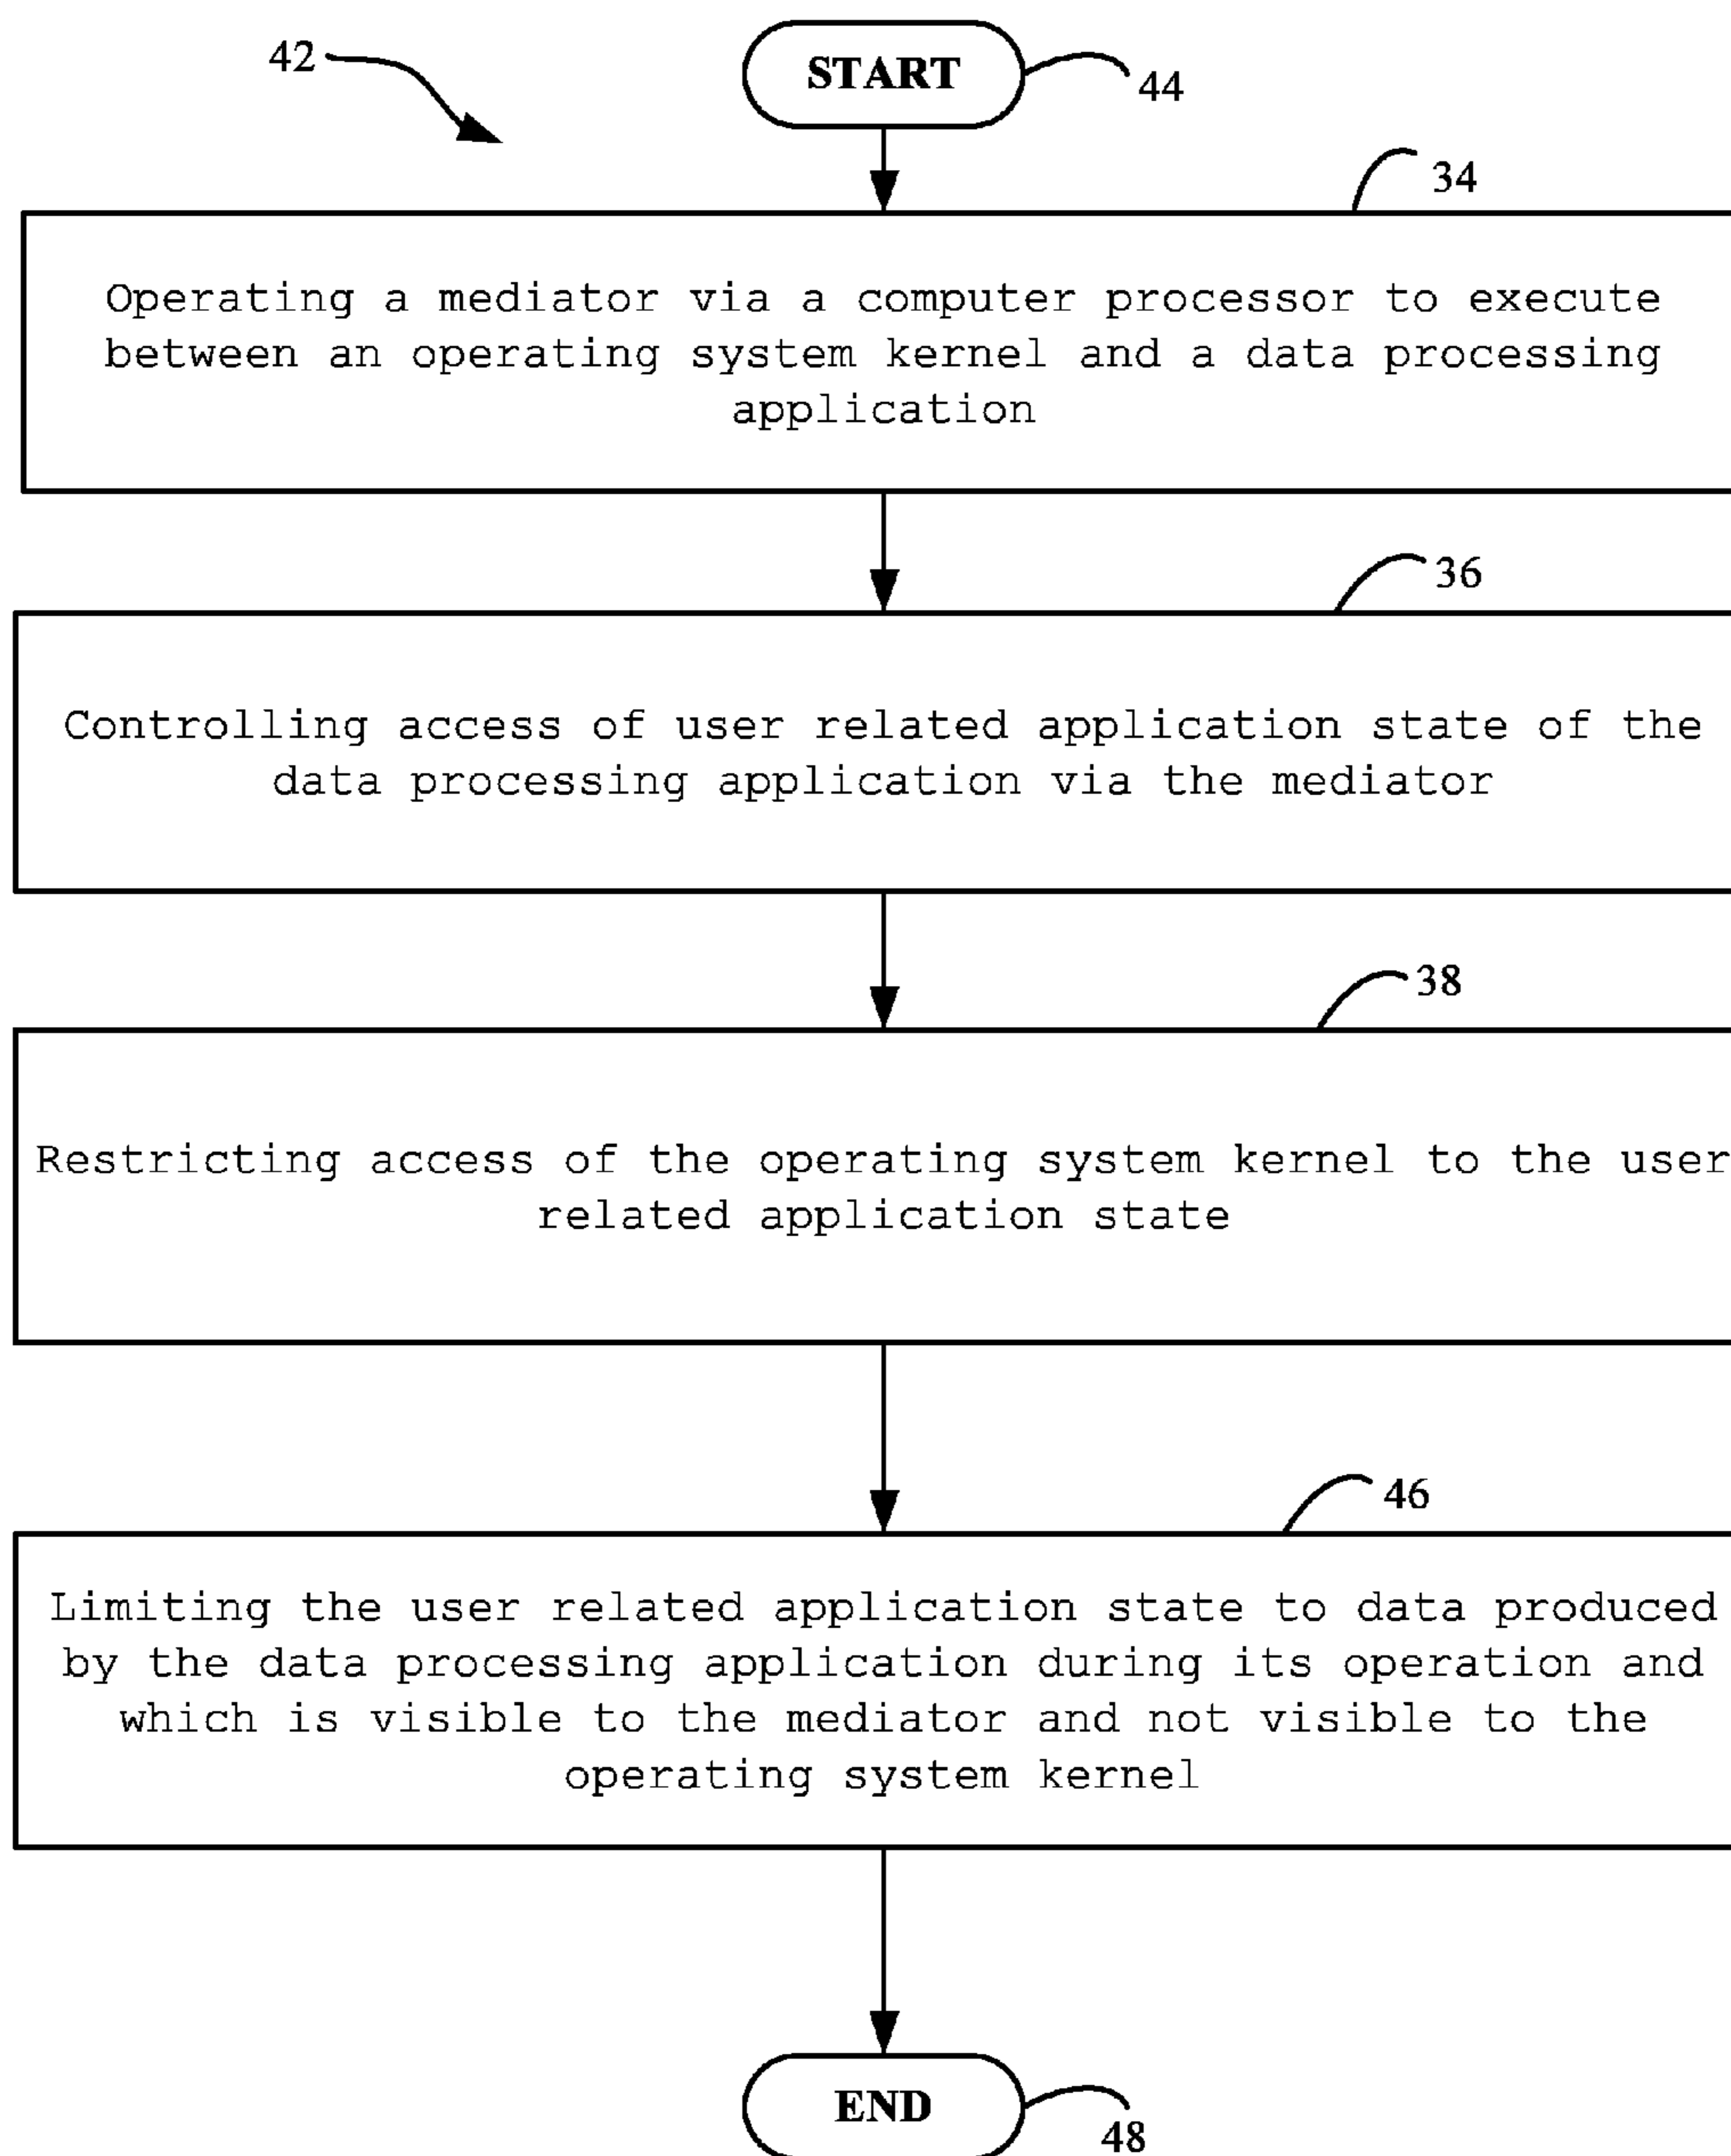 42
START
44
34
Operating a mediator via a computer processor to execute
between an operating system kernel and a data processing
application
36
Controlling access of user related application state of the
data processing application via the mediator
38
Restricting access of the operating system kernel to the user
related application state
46
Limiting the user related application state to data produced
by the data processing application during its operation and
which is visible to the mediator and not visible to the
operating system kernel
END
48